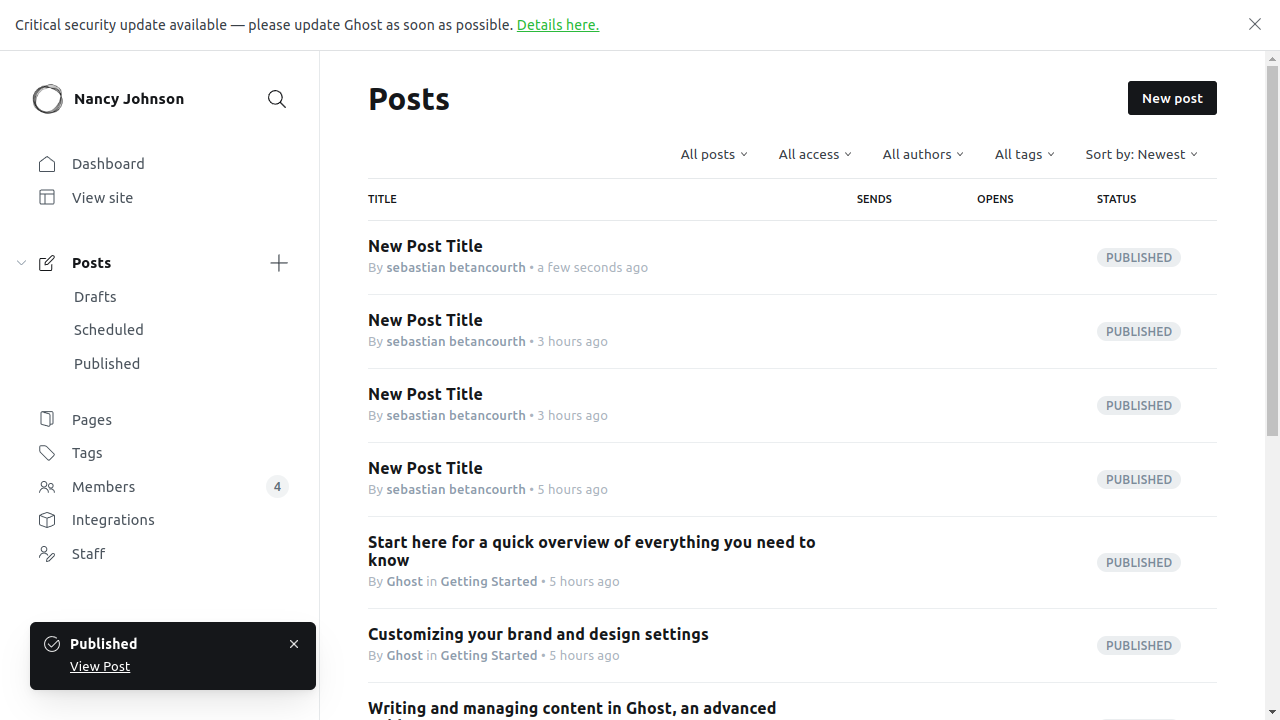 Critical security update available — please update Ghost as soon as possible. Details here.
Nancy Johnson
Dashboard
View site
Posts
Drafts
Scheduled
Published
Pages
Tags
Members 4
Integrations
Staff
Published
View Post
Posts
New post
All posts All access All authors All tags Sort by: Newest
TITLE SENDS OPENS STATUS
New Post Title
By sebastian betancourth • a few seconds ago
PUBLISHED
New Post Title
By sebastian betancourth • 3 hours ago
PUBLISHED
New Post Title
By sebastian betancourth • 3 hours ago
PUBLISHED
New Post Title
By sebastian betancourth • 5 hours ago
PUBLISHED
Start here for a quick overview of everything you need to
know
By Ghost in Getting Started • 5 hours ago
PUBLISHED
Customizing your brand and design settings
By Ghost in Getting Started • 5 hours ago
PUBLISHED
Writing and managing content in Ghost, an advanced